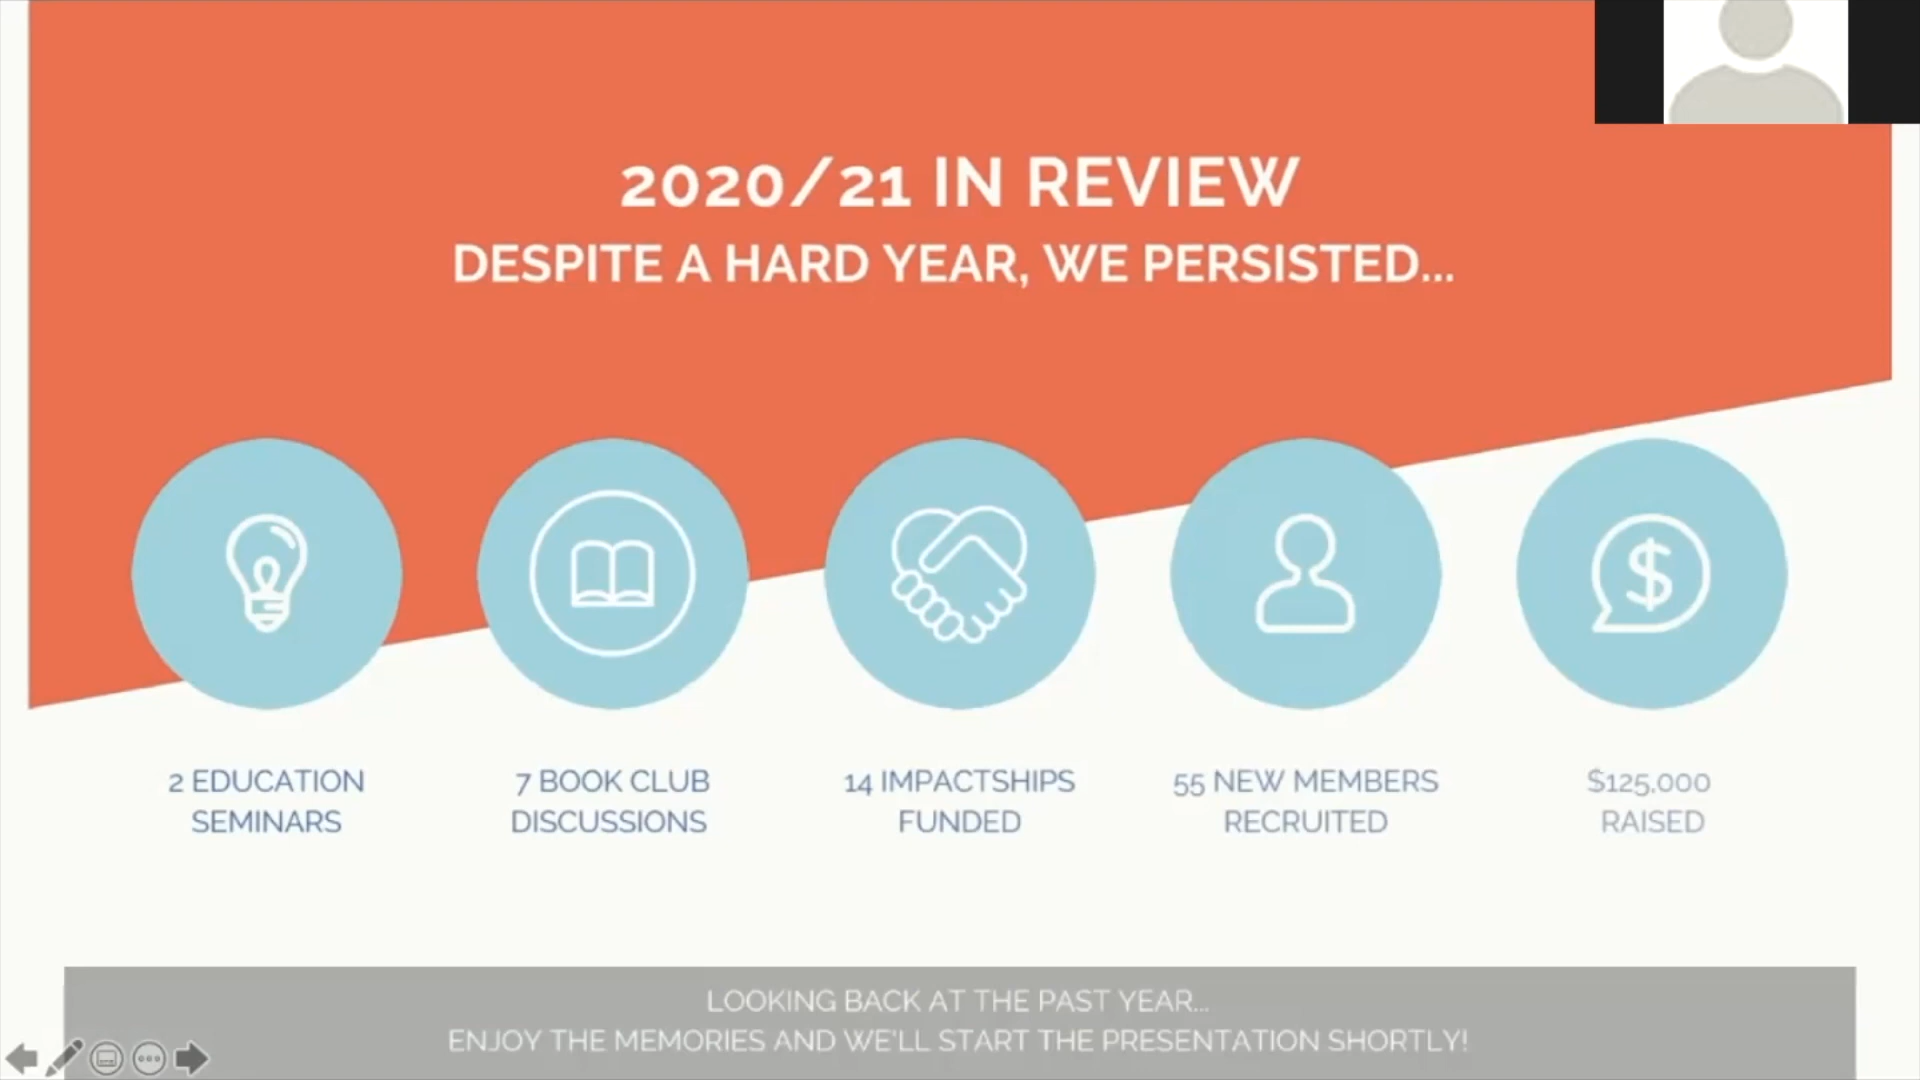 2020/21 IN REVIEW
DESPITE A HARD YEAR, WE PERSISTED...
2 EDUCATION
SEMINARS
7 BOOK CLUB
DISCUSSIONS
14 IMPACTSHIPS
FUNDED
55 NEW MEMBERS
RECRUITED
$
$125,000
RAISED
LOOKING BACK AT THE PAST YEAR...
ENJOY THE MEMORIES AND WE'LL START THE PRESENTATION SHORTLY!